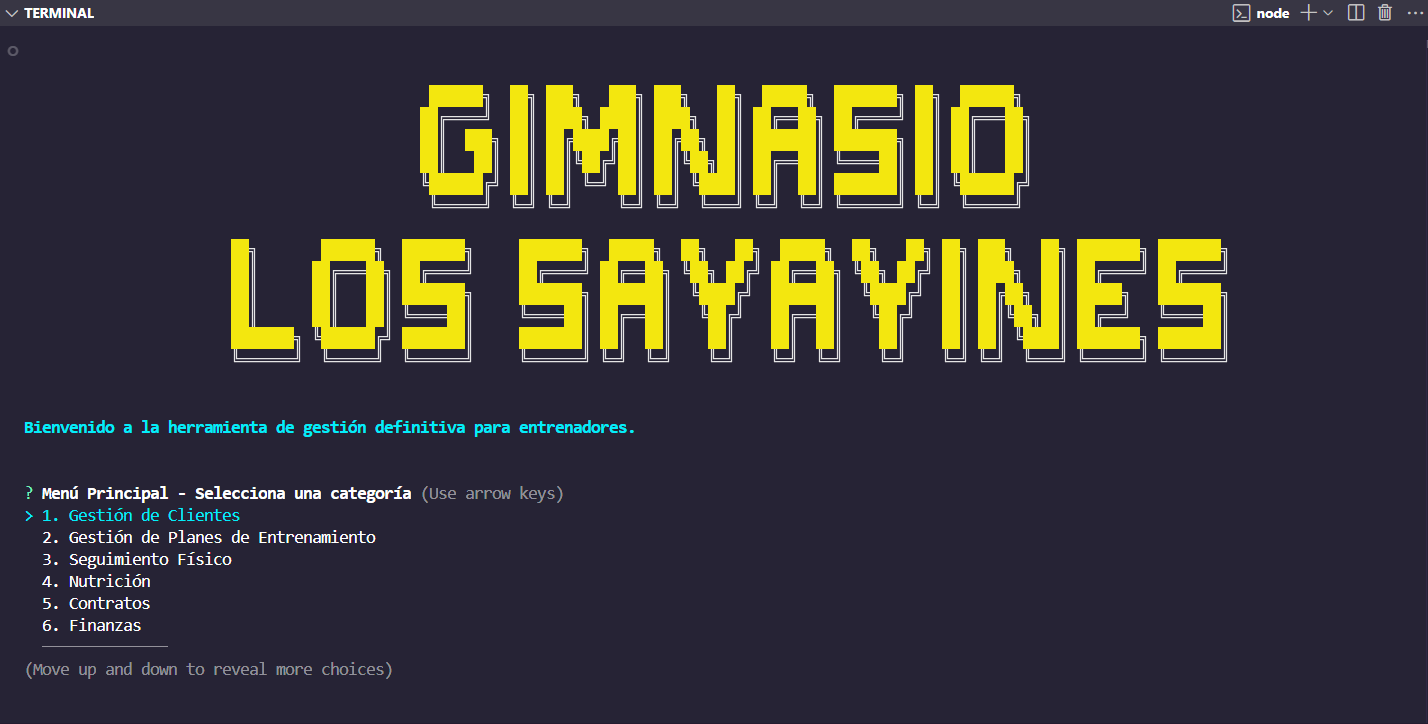 TERMINAL
node
GIMNASIO
LOS SAYAYINES
Bienvenido a la herramienta de gestión definitiva para entrenadores.
? Menú Principal - Selecciona una categoría (Use arrow keys)
> 1. Gestión de Clientes
2. Gestión de Planes de Entrenamiento
3. Seguimiento Físico
4. Nutrición
5. Contratos
6. Finanzas
(Move up and down to reveal more choices)